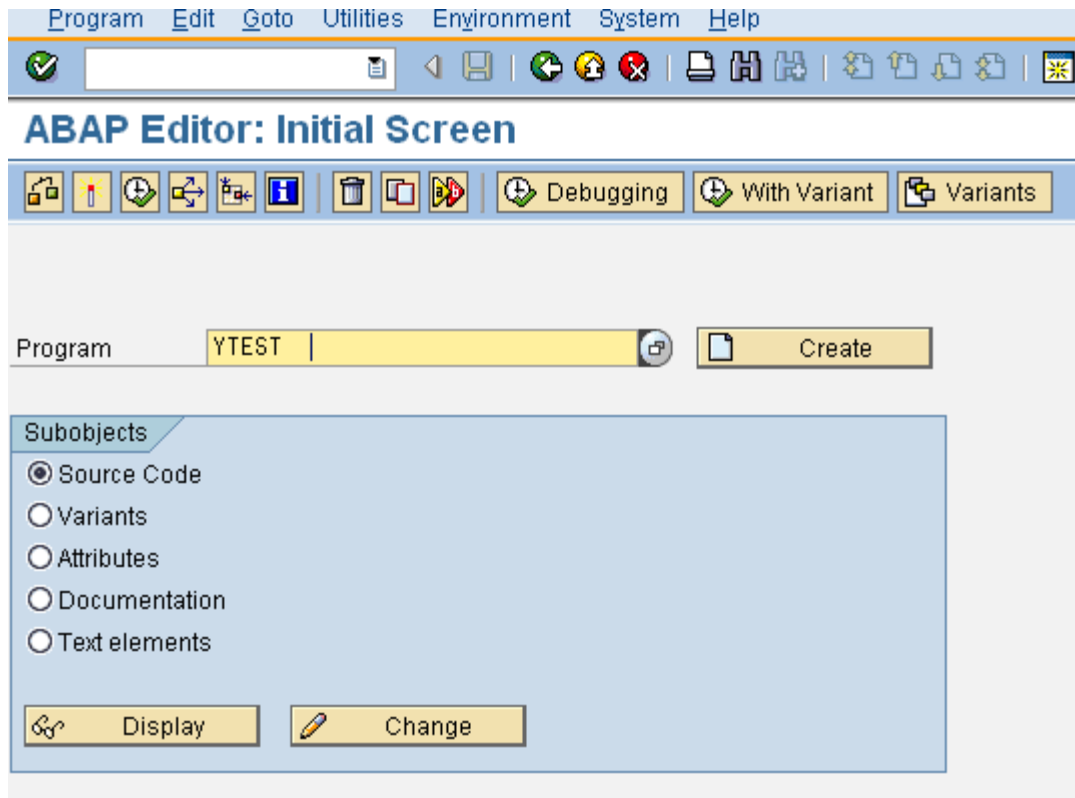 Program Edit Goto Utilities Environment System Help
ABAP Editor: Initial Screen
Debugging With Variant Variants
Program YTEST Create
Subobjects
Source Code
Variants
Attributes
Documentation
Text elements
Display Change